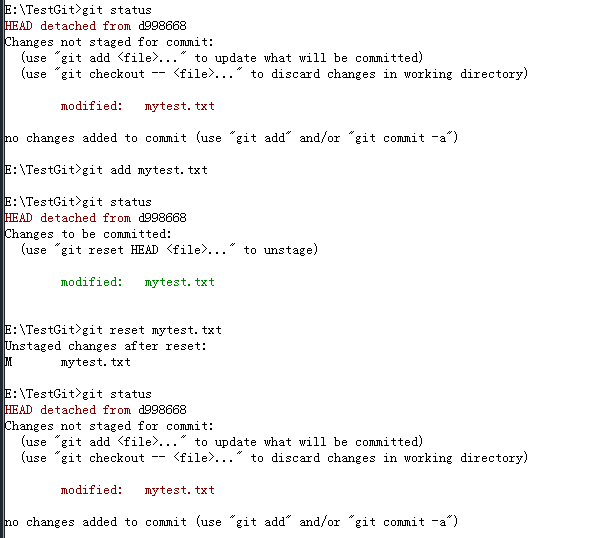 E:\TestGit>git status
HEAD detached from d998668
Changes not staged for commit:
  (use "git add <file>..." to update what will be committed)
  (use "git checkout -- <file>..." to discard changes in working directory)
        modified:   mytest.txt
no changes added to commit (use "git add" and/or "git commit -a")
E:\TestGit>git add mytest.txt
E:\TestGit>git status
HEAD detached from d998668
Changes to be committed:
  (use "git reset HEAD <file>..." to unstage)
        modified:   mytest.txt
E:\TestGit>git reset mytest.txt
Unstaged changes after reset:
M       mytest.txt
E:\TestGit>git status
HEAD detached from d998668
Changes not staged for commit:
  (use "git add <file>..." to update what will be committed)
  (use "git checkout -- <file>..." to discard changes in working directory)
        modified:   mytest.txt
no changes added to commit (use "git add" and/or "git commit -a")